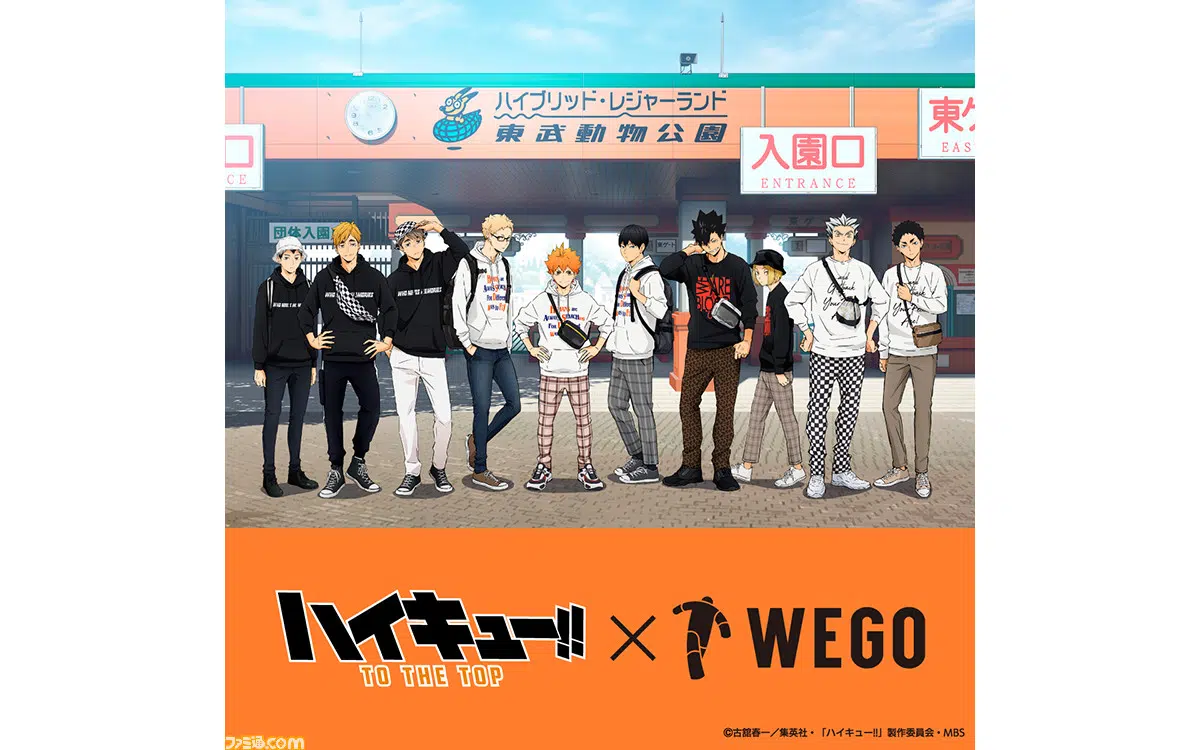 ハイブリッド・レジャーランド
東武動物公園
入園口
ENTRANCE
東ゲ
EAS
口
CE
団体入園
ハイキュー!!
TO THE TOP
×
WEGO
©古舘春一／集英社・「ハイキュー!!」製作委員会・MBS
ファミ通.com